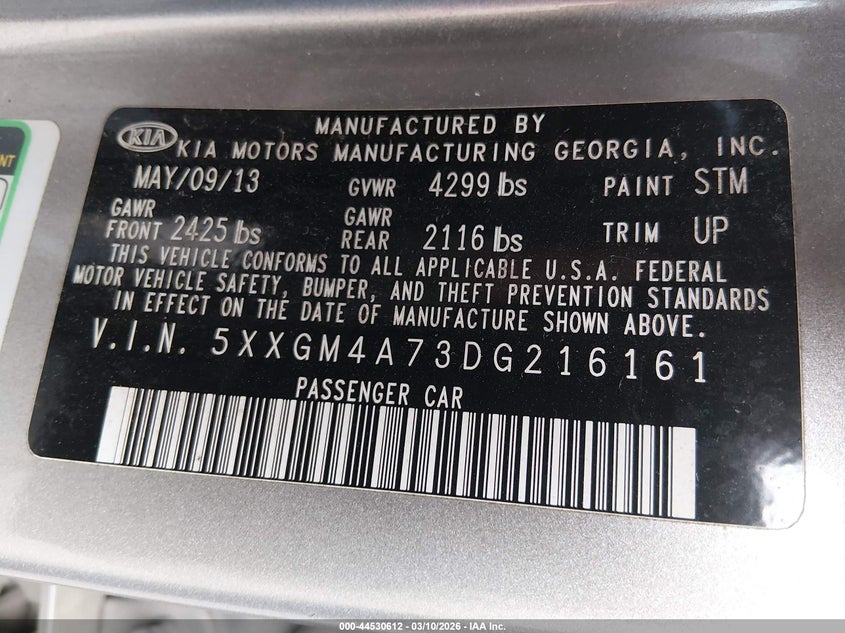 NT
KIA
MANUFACTURED BY
KIA MOTORS MANUFACTURING GEORGIA, INC.
MAY/09/13 GVWR 4299 lbs PAINT STM
GAWR FRONT 2425 lbs GAWR REAR 2116 lbs TRIM UP
THIS VEHICLE CONFORMS TO ALL APPLICABLE U.S.A. FEDERAL
MOTOR VEHICLE SAFETY, BUMPER, AND THEFT PREVENTION STANDARDS
IN EFFECT ON THE DATE OF MANUFACTURE SHOWN ABOVE.
V.I.N. 5XXGM4A73DG216161
PASSENGER CAR
000-44530612 - 03/10/2026 - IAA Inc.